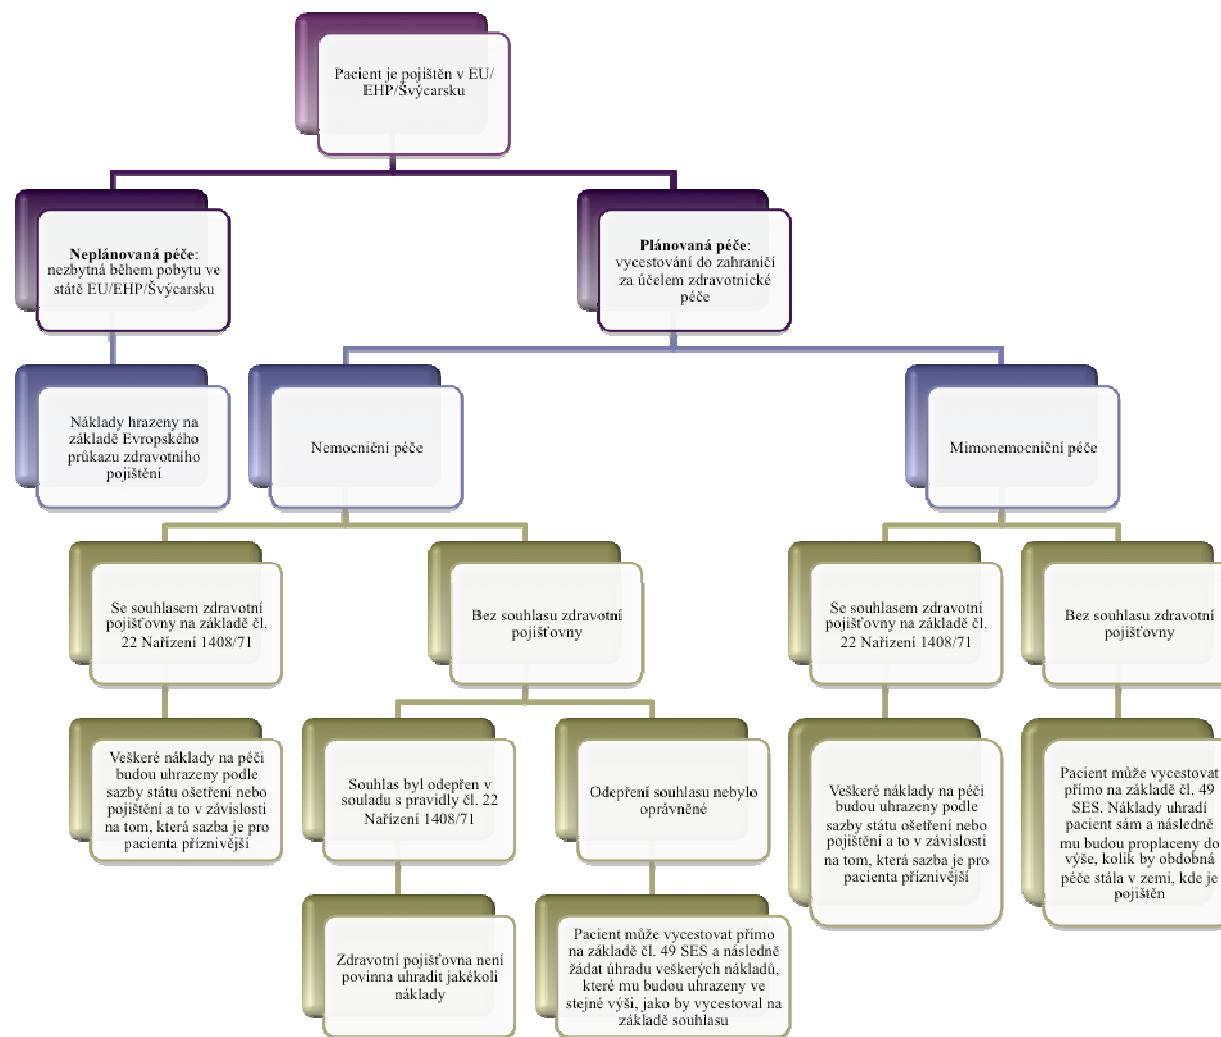 Pacient je pojištěn v EU/
EHP/Švýcarsku
Neplánovaná péče:
nezbytná během pobytu ve
státě EU/EHP/Švýcarsku
Plánovaná péče:
vycestování do zahraničí
za účelem zdravotnické
péče
Náklady hrazeny na
základě Evropského
průkazu zdravotního
pojištění
Nemocniční péče
Mimonemocniční péče
Se souhlasem zdravotní
pojišťovny na základě čl.
22 Nařízení 1408/71
Bez souhlasu zdravotní
pojišťovny
Se souhlasem zdravotní
pojišťovny na základě čl.
22 Nařízení 1408/71
Bez souhlasu zdravotní
pojišťovny
Veškeré náklady na péči
budou uhrazeny podle
sazby státu ošetření nebo
pojištění a to v závislosti
na tom, která sazba je pro
pacienta příznivější
Souhlas byl odepřen v
souladu s pravidly čl. 22
Nařízení 1408/71
Odepření souhlasu nebylo
oprávněné
Veškeré náklady na péči
budou uhrazeny podle
sazby státu ošetření nebo
pojištění a to v závislosti
na tom, která sazba je pro
pacienta příznivější
Pacient může vycestovat
přímo na základě čl. 49
SES. Náklady uhradí
pacient sám a následně
mu budou proplaceny do
výše, kolik by obdobná
péče stála v zemi, kde je
pojištěn
Zdravotní pojišťovna není
povinna uhradit jakékoli
náklady
Pacient může vycestovat přímo
na základě čl. 49 SES a následně
žádat úhradu veškerých nákladů,
které mu budou uhrazeny ve
stejné výši, jako by vycestoval na
základě souhlasu